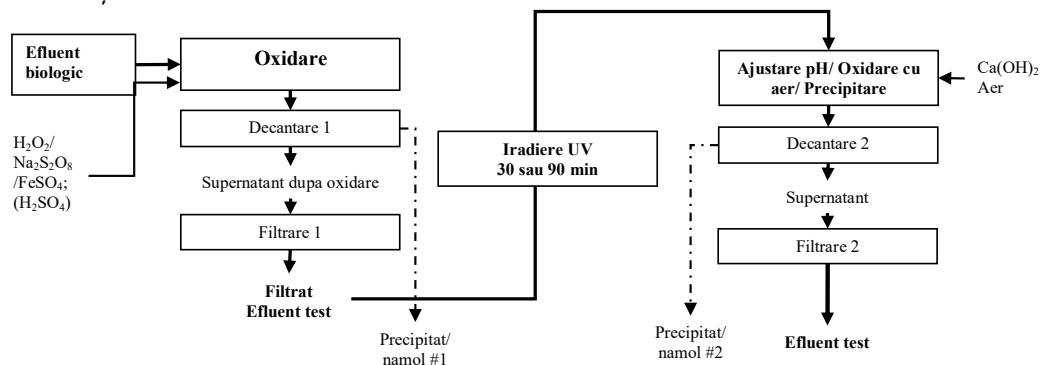 Efluent
biologic
H₂O₂/
Na₂S₂O₈
/FeSO₄;
(H₂SO₄)
Oxidare
Decantare 1
Supernatant dupa oxidare
Filtrare 1
Filtrat
Efluent test
Precipitat/
namol #1
Iradiere UV
30 sau 90 min
Ajustare pH/ Oxidare cu
aer/ Precipitare
Ca(OH)₂
Aer
Decantare 2
Supernatant
Filtrare 2
Precipitat/
namol #2
Efluent test